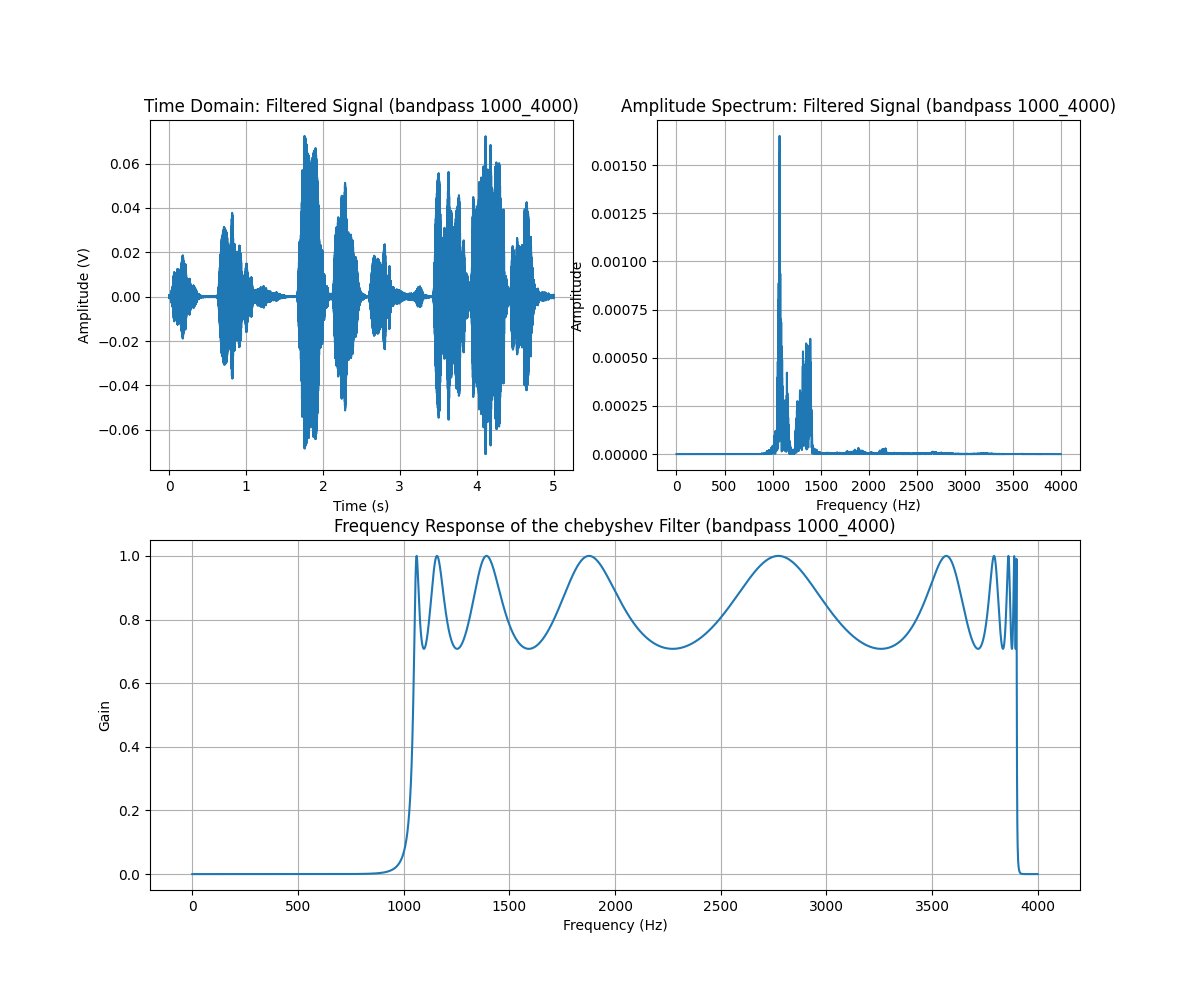 Time Domain: Filtered Signal (bandpass 1000_4000)
Amplitude (V)
0.06
0.04
0.02
0.00
−0.02
−0.04
−0.06
0 1 2 3 4 5
Time (s)
Amplitude Spectrum: Filtered Signal (bandpass 1000_4000)
Amplitude
0.00150
0.00125
0.00100
0.00075
0.00050
0.00025
0.00000
0 500 1000 1500 2000 2500 3000 3500 4000
Frequency (Hz)
Frequency Response of the chebyshev Filter (bandpass 1000_4000)
Gain
1.0
0.8
0.6
0.4
0.2
0.0
0 500 1000 1500 2000 2500 3000 3500 4000
Frequency (Hz)